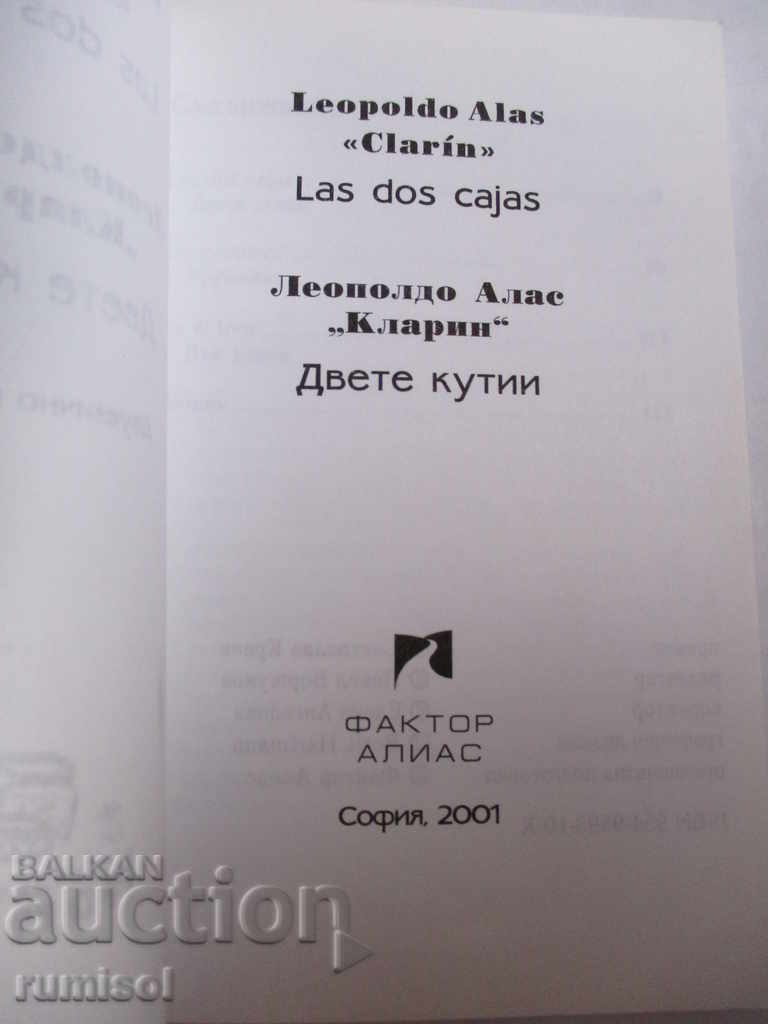 Leopoldo Alas
«Clarín»
Las dos cajas
Леополдо Алас
„Кларин“
Двете кутии
ФАКТОР
АЛИАС
София, 2001
BALKAN
auction
rumisol